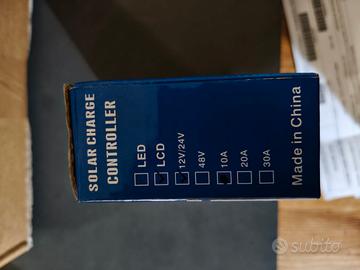 SOLAR CHARGE
CONTROLLER
LED
LCD
12V/24V
48V
10A
20A
30A
Made in China
subito